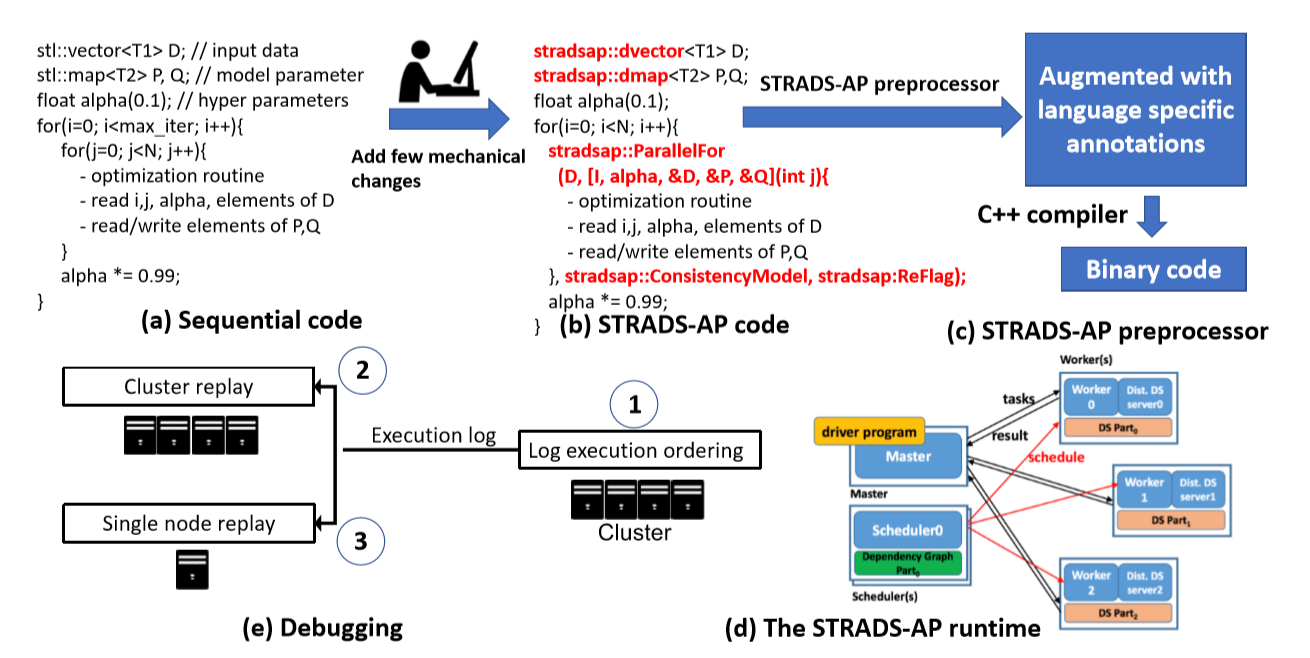 stl::vector<T1> D; // input data
stl::map<T2> P, Q; // model parameter
float alpha(0.1); // hyper parameters
for(i=0; i<max_iter; i++){
for(j=0; j<N; j++){
- optimization routine
- read i,j, alpha, elements of D
- read/write elements of P,Q
}
alpha *= 0.99;
}
(a) Sequential code
Add few mechanical
changes
stradsap::dvector<T1> D;
stradsap::dmap<T2> P,Q;
float alpha(0.1);
for(i=0; i<N; i++){
stradsap::ParallelFor
(D, [I, alpha, &D, &P, &Q](int j){
- optimization routine
- read i,j, alpha, elements of D
- read/write elements of P,Q
}, stradsap::ConsistencyModel, stradsap:ReFlag);
alpha *= 0.99;
}
(b) STRADS-AP code
STRADS-AP preprocessor
Augmented with
language specific
annotations
C++ compiler
Binary code
(c) STRADS-AP preprocessor
Cluster replay
2
Execution log
1
Log execution ordering
Cluster
Single node replay
3
(e) Debugging
driver program
Master
Master
Scheduler0
Dependency Graph
Part0
Scheduler(s)
tasks
result
schedule
Worker(s)
Worker
0
Dist. DS
server0
DS Part0
Worker
1
Dist. DS
server1
DS Part1
Worker
2
Dist. DS
server2
DS Part2
(d) The STRADS-AP runtime